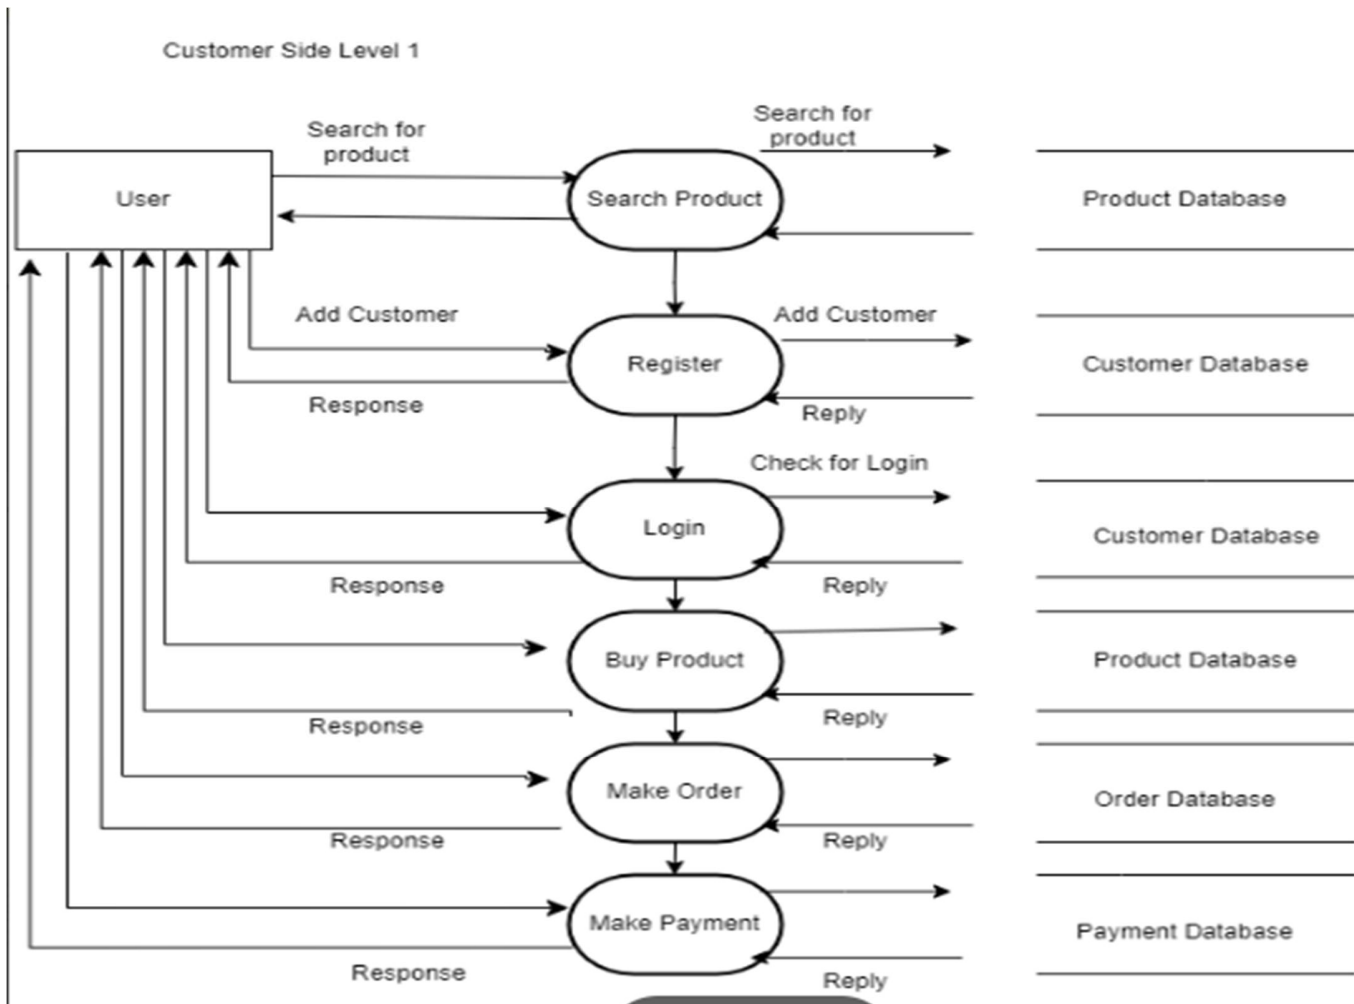 Customer Side Level 1
Search for
product
Search for
product
User
Search Product
Product Database
Add Customer
Add Customer
Register
Customer Database
Response
Reply
Check for Login
Login
Customer Database
Response
Reply
Buy Product
Product Database
Response
Reply
Make Order
Order Database
Response
Reply
Make Payment
Payment Database
Response
Reply